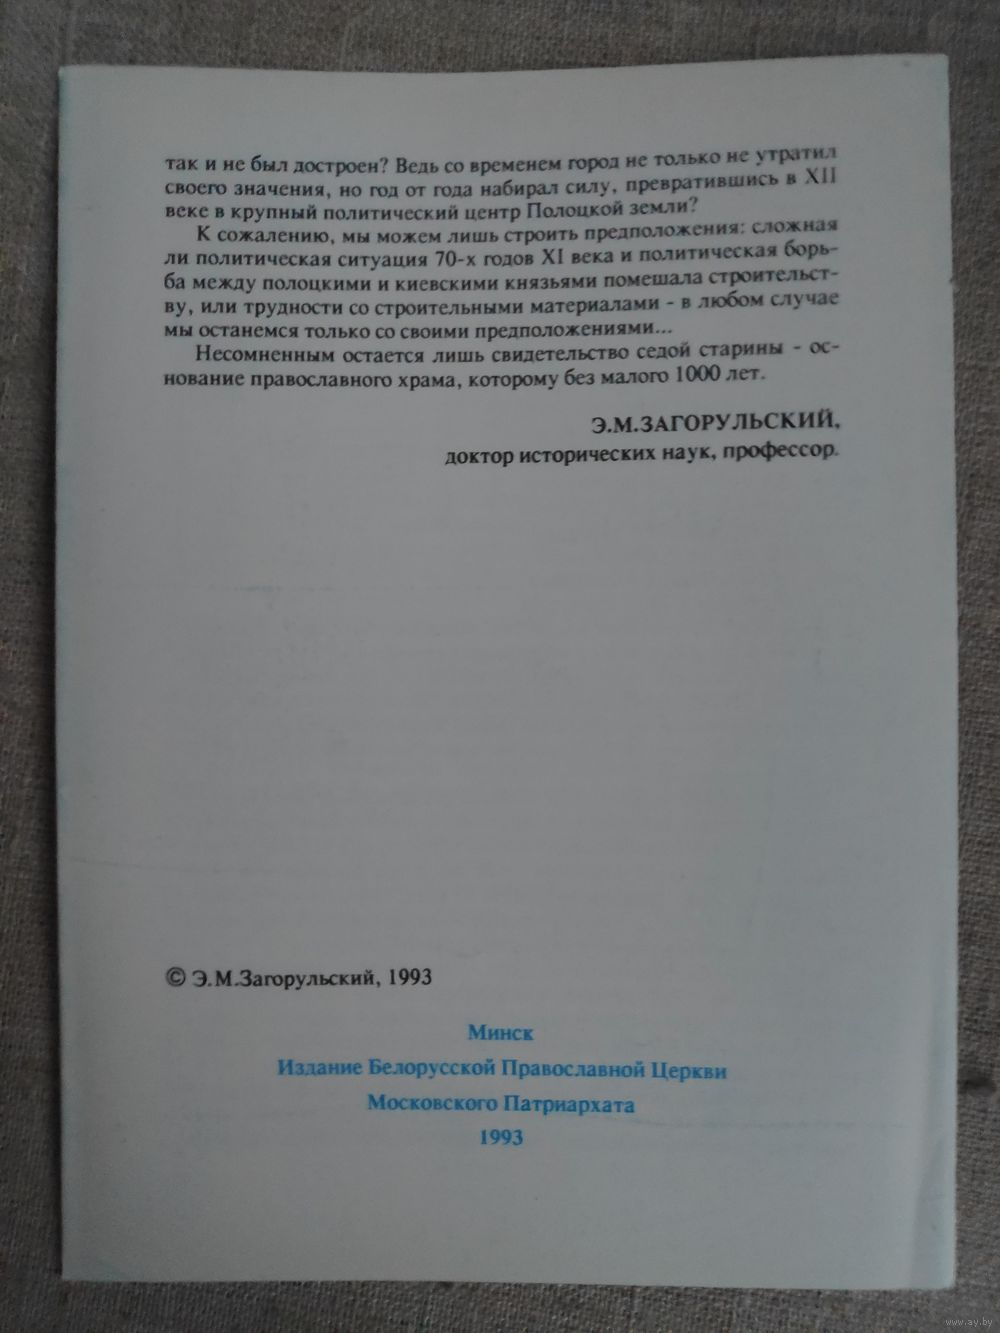 так и не был достроен? Ведь со временем город не только не утратил
своего значения, но год от года набирал силу, превратившись в XII
веке в крупный политический центр Полоцкой земли?
К сожалению, мы можем лишь строить предположения: сложная
ли политическая ситуация 70-х годов XI века и политическая борь-
ба между полоцкими и киевскими князьями помешала строительст-
ву, или трудности со строительными материалами - в любом случае
мы останемся только со своими предположениями...
Несомненным остается лишь свидетельство седой старины - ос-
нование православного храма, которому без малого 1000 лет.
Э.М.ЗАГОРУЛЬСКИЙ,
доктор исторических наук, профессор.
© Э.М.Загорульский, 1993
Минск
Издание Белорусской Православной Церкви
Московского Патриархата
1993
www.ay.by